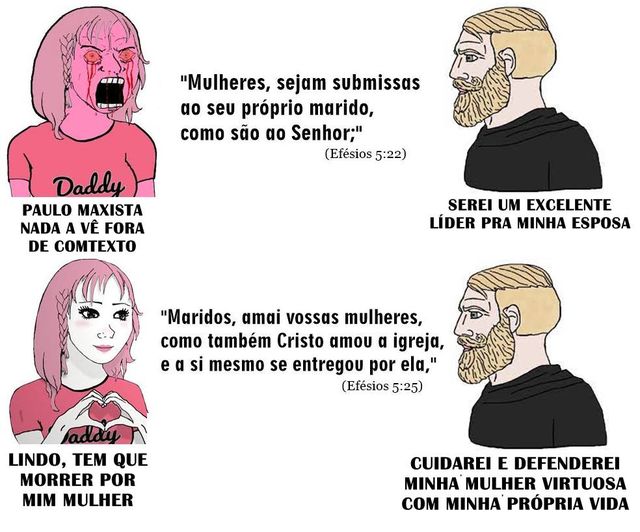 "Mulheres, sejam submissas
ao seu próprio marido,
como são ao Senhor;"
(Efésios 5:22)
Daddy
PAULO MAXISTA
NADA A VÊ FORA
DE COMTEXTO
SEREI UM EXCELENTE
LÍDER PRA MINHA ESPOSA
"Maridos, amai vossas mulheres,
como também Cristo amou a igreja,
e a si mesmo se entregou por ela,"
(Efésios 5:25)
addy
LINDO, TEM QUE
MORRER POR
MIM MULHER
CUIDAREI E DEFENDEREI
MINHA MULHER VIRTUOSA
COM MINHA PRÓPRIA VIDA